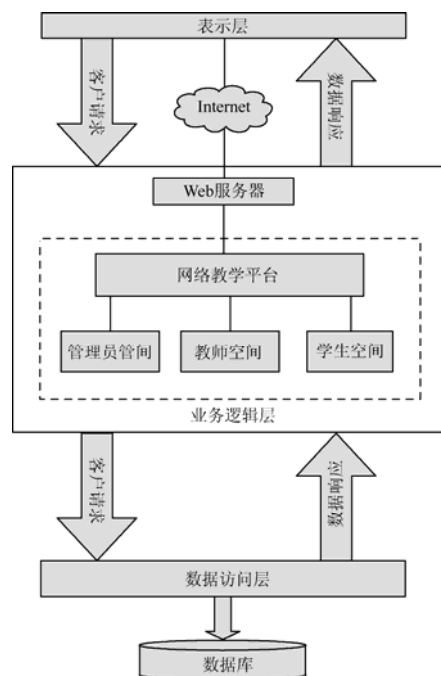 表示层
客户请求
Internet
数据响应
Web服务器
网络教学平台
管理员管间
教师空间
学生空间
业务逻辑层
客户请求
数据响应
数据访问层
数据库